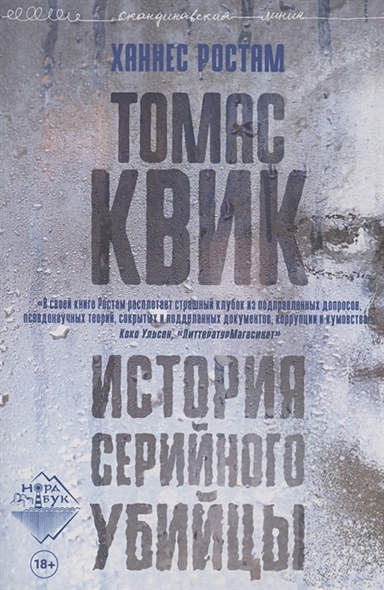 скандинавская линия
ХАННЕС РОСТАМ
ТОМАС
КВИК
«В своей книге Ростам расплетает страшный клубок из подправленных допросов,
псевдонаучных теорий, сокрытых и подделанных документов, коррупции и кумовства.»
Коко Ульсен, «ЛиттературМагасинет»
ИСТОРИЯ
СЕРИЙНОГО
УБИЙЦЫ
НОРА
БУК
18+